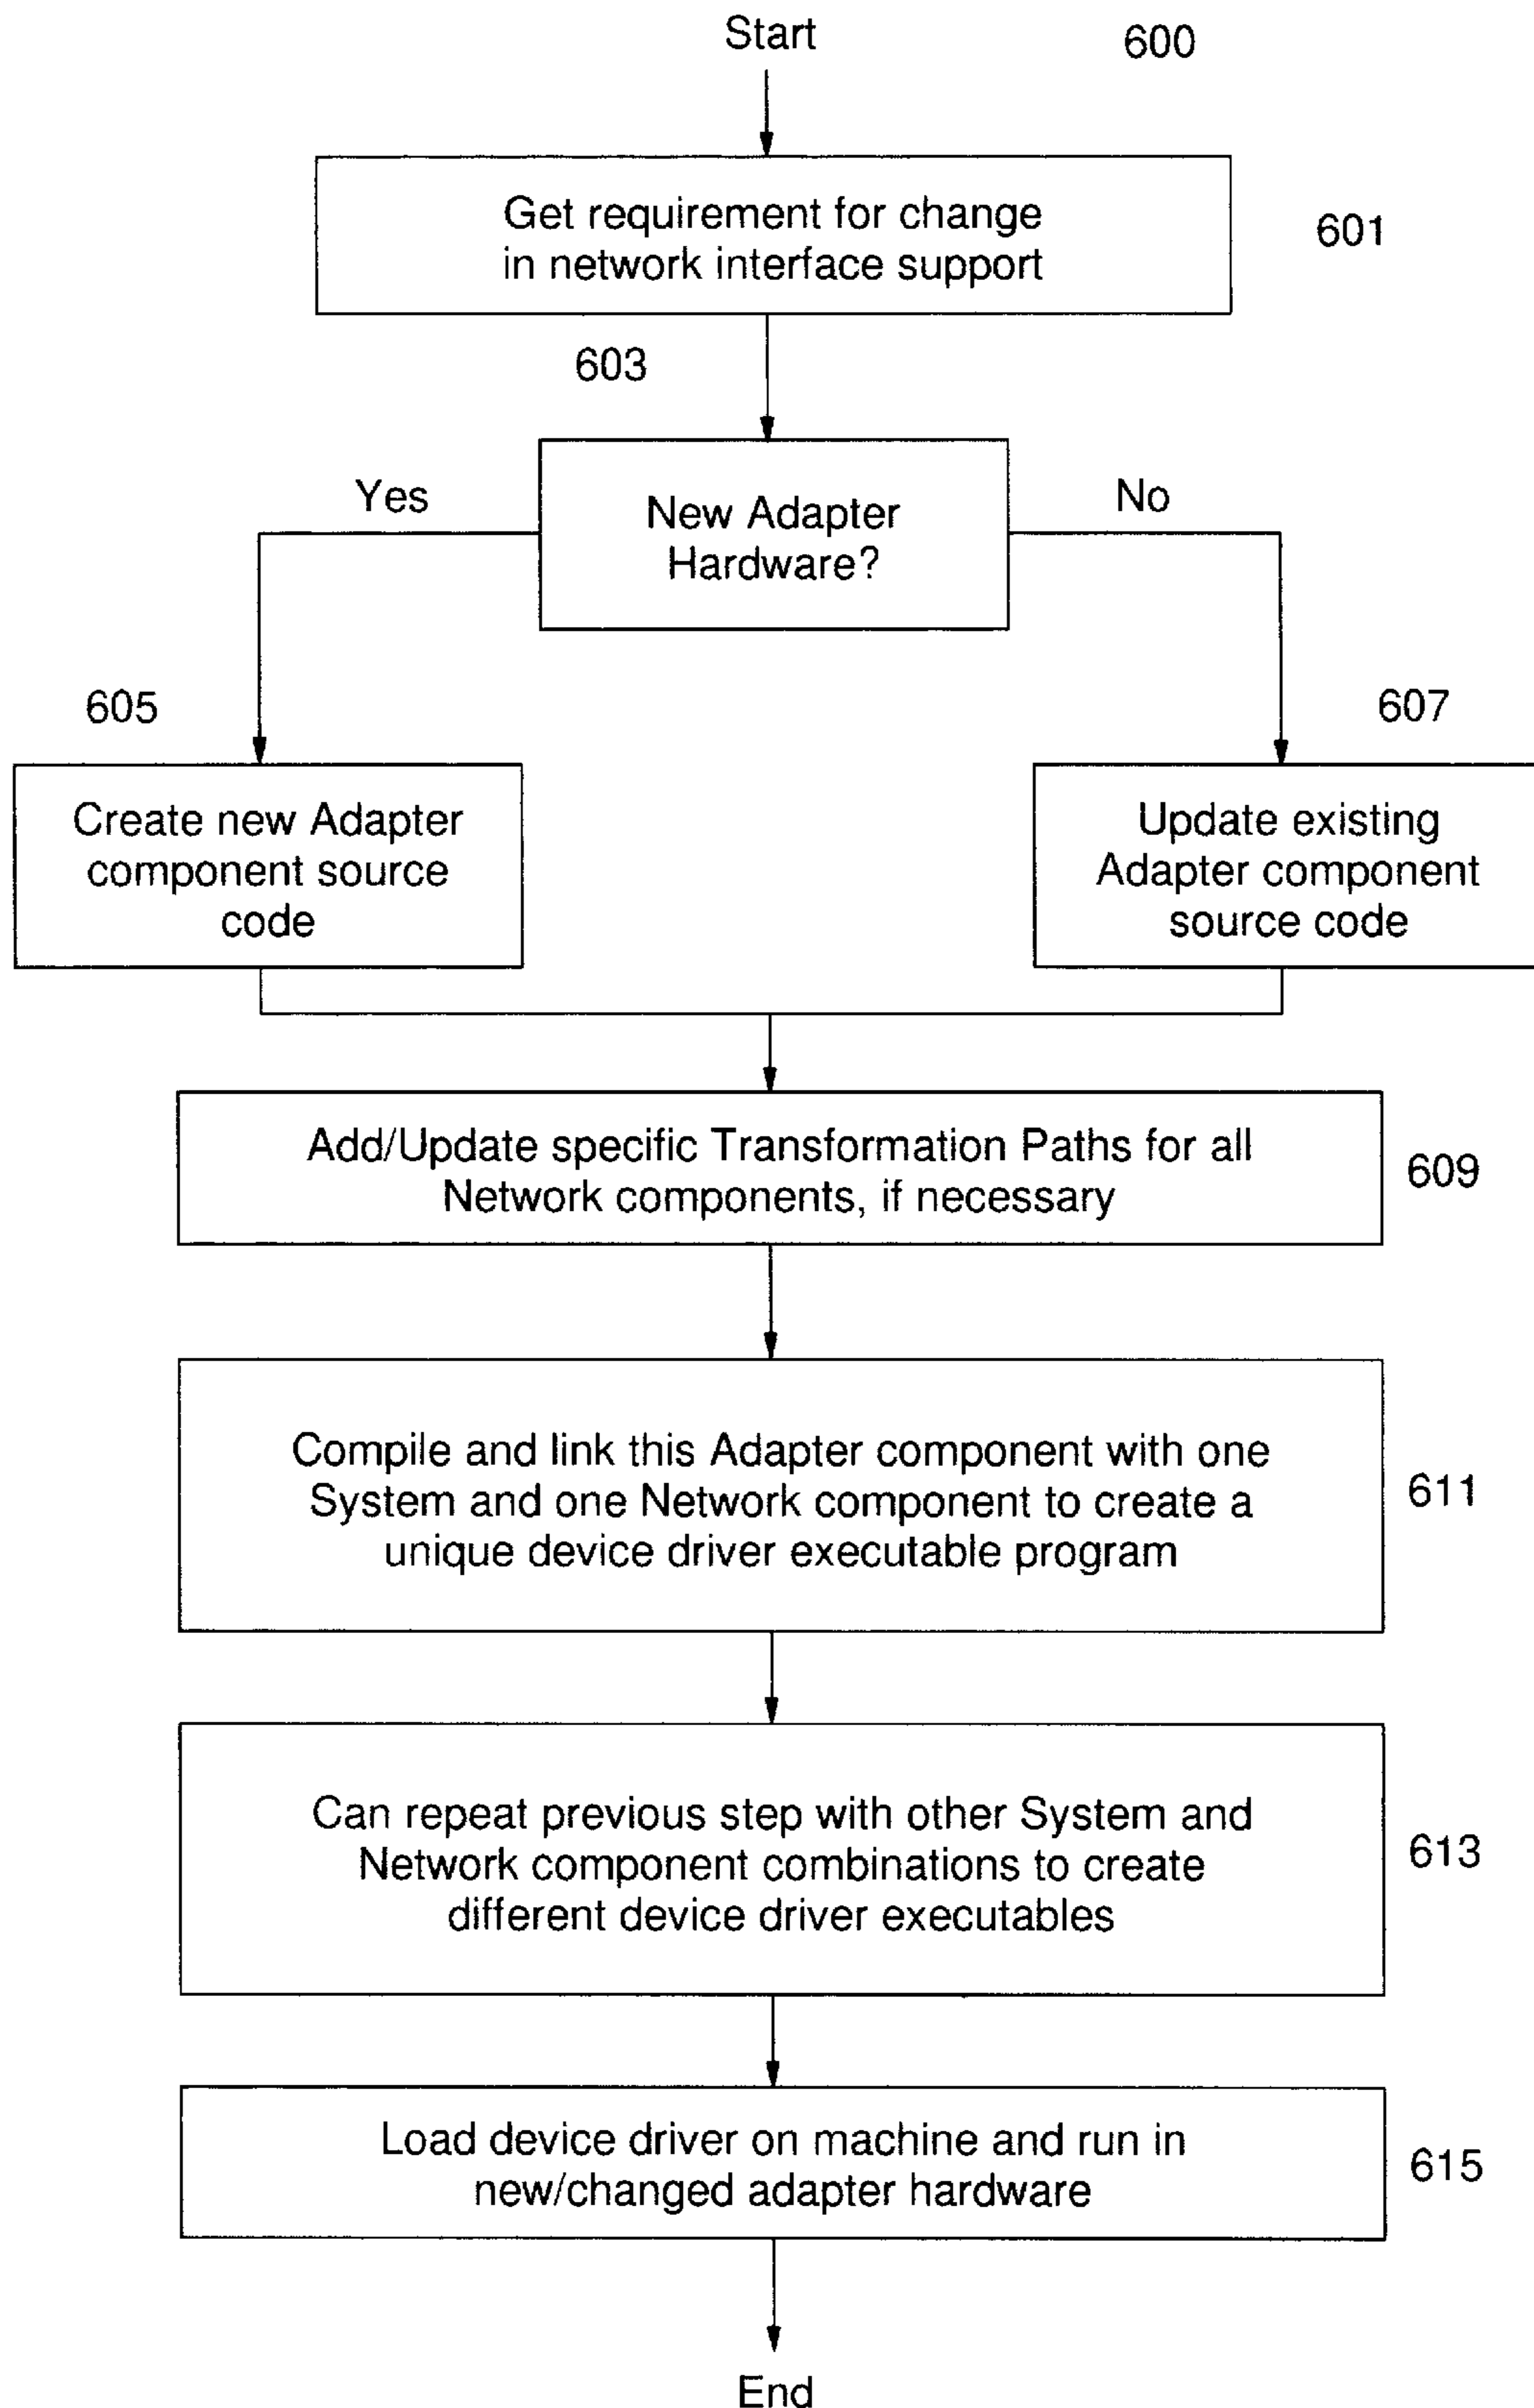 Start
600
Get requirement for change
in network interface support
601
603
Yes
New Adapter
Hardware?
No
605
607
Create new Adapter
component source
code
Update existing
Adapter component
source code
Add/Update specific Transformation Paths for all
Network components, if necessary
609
Compile and link this Adapter component with one
System and one Network component to create a
unique device driver executable program
611
Can repeat previous step with other System and
Network component combinations to create
different device driver executables
613
Load device driver on machine and run in
new/changed adapter hardware
615
End